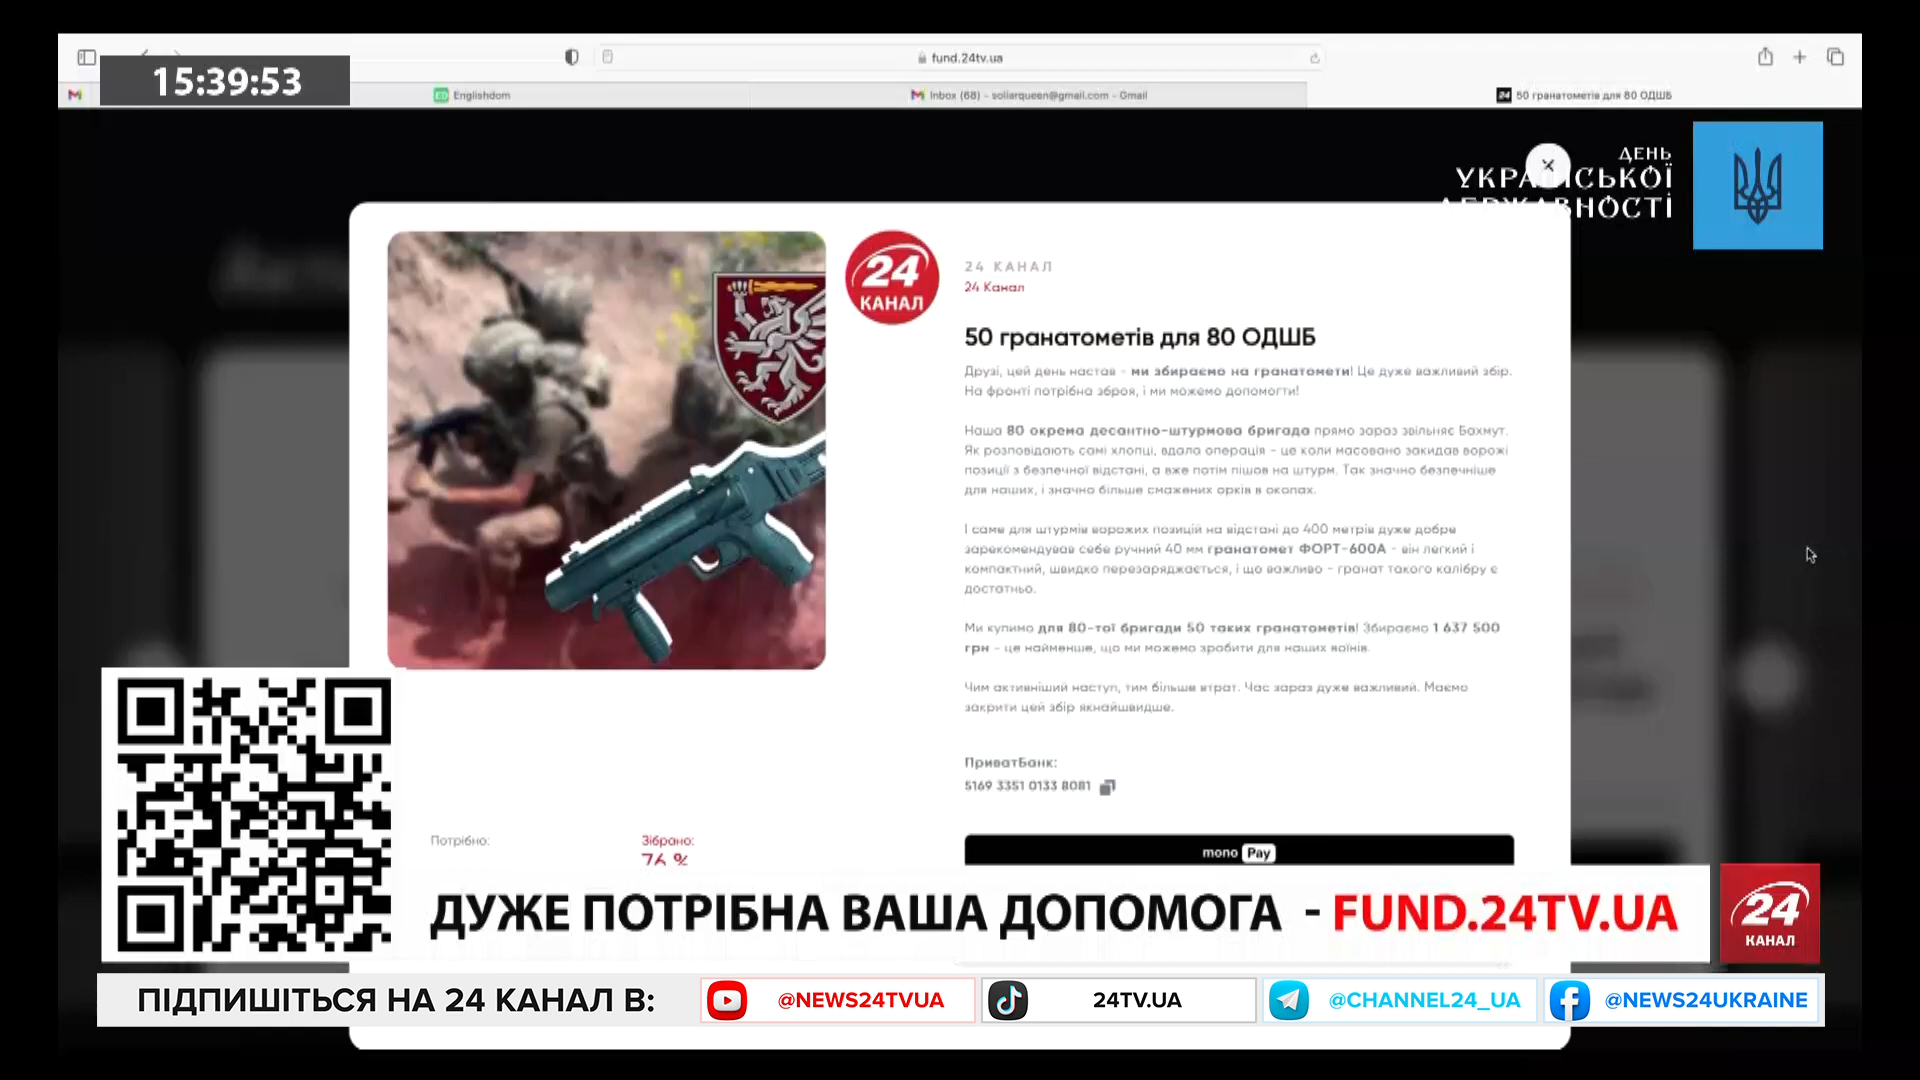 15:39:53
fund.24tv.ua
Englishdom
Inbox (68) - soliarqueen@gmail.com - Gmail
50 гранатометів для 80 ОДШБ
ДЕНЬ
УКРАЇНСЬКОЇ
ДЕРЖАВНОСТІ
24
КАНАЛ
24 КАНАЛ
24 Канал
50 гранатометів для 80 ОДШБ
Друзі, цей день настав - ми збираємо на гранатомети! Це дуже важливий збір.
На фронті потрібна зброя, і ми можемо допомогти!
Наша 80 окрема десантно-штурмова бригада прямо зараз звільняє Бахмут.
Як розповідають самі хлопці, вдала операція - це коли масовано закидав ворожі
позиції з безпечної відстані, а вже потім пішов на штурм. Так значно безпечніше
для наших, і значно більше смажених орків в окопах.
І саме для штурмів ворожих позицій на відстані до 400 метрів дуже добре
зарекомендував себе ручний 40 мм гранатомет ФОРТ-600А - він легкий і
компактний, швидко перезаряджається, і що важливо - гранат такого калібру є
достатньо.
Ми купимо для 80-тої бригади 50 таких гранатометів! Збираємо 1 637 500
грн - це найменше, що ми можемо зробити для наших воїнів.
Чим активніший наступ, тим більше втрат. Час зараз дуже важливий. Маємо
закрити цей збір якнайшвидше.
ПриватБанк:
5169 3351 0133 8081
Потрібно:
Зібрано:
76 %
mono Pay
ДУЖЕ ПОТРІБНА ВАША ДОПОМОГА - FUND.24TV.UA
24
КАНАЛ
ПІДПИШІТЬСЯ НА 24 КАНАЛ В:
@NEWS24TVUA
24TV.UA
@CHANNEL24_UA
@NEWS24UKRAINE